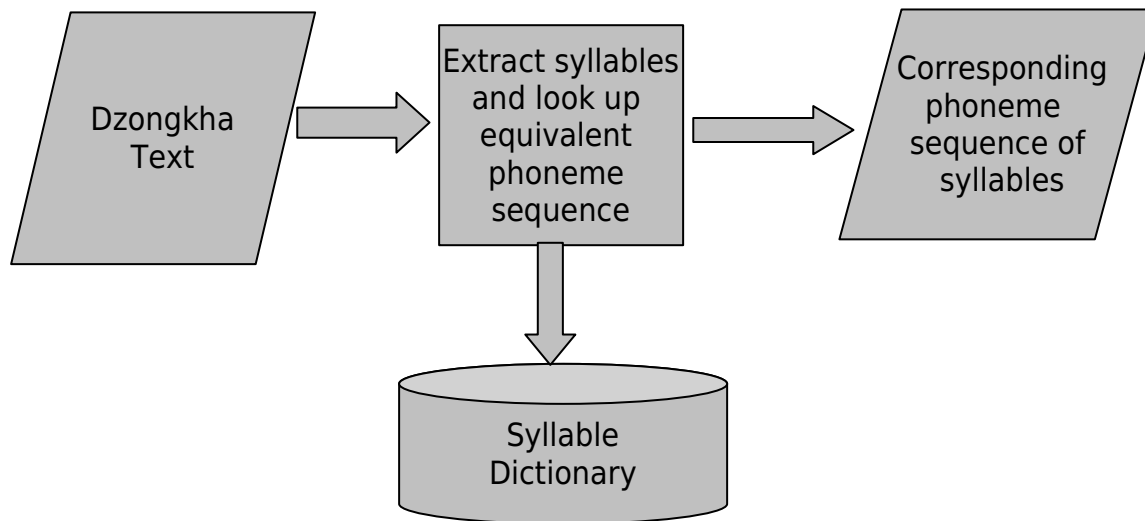 Dzongkha
Text
Extract syllables
and look up
equivalent
phoneme
sequence
Corresponding
phoneme
sequence of
syllables
Syllable
Dictionary